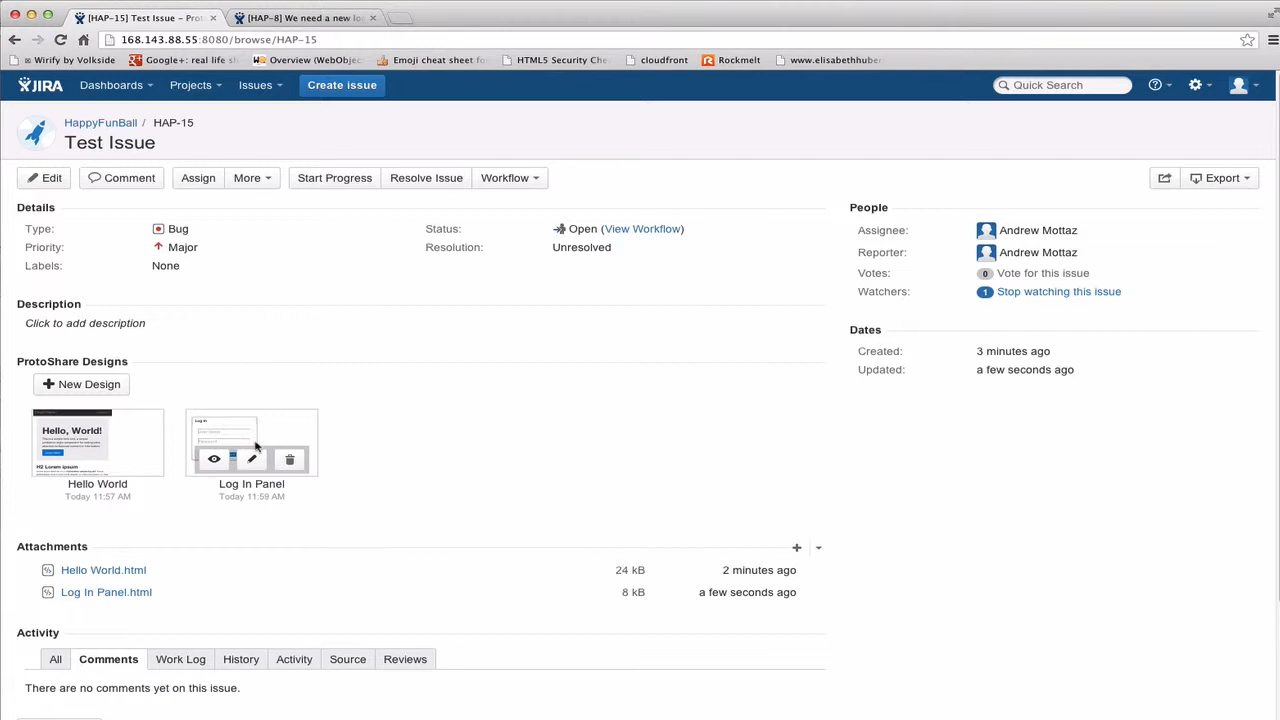 [HAP-15] Test Issue – Prot
[HAP-8] We need a new lo
168.143.88.55:8080/browse/HAP-15
Wirify by Volkside
Google+: real life sh
Overview (WebObjec
Emoji cheat sheet fo
HTML5 Security Che
cloudfront
Rockmelt
www.elisabethhuber
JIRA
Dashboards
Projects
Issues
Create issue
Quick Search
HappyFunBall / HAP-15
Test Issue
Edit
Comment
Assign
More
Start Progress
Resolve Issue
Workflow
Export
Details
Type: Bug
Status: Open (View Workflow)
Priority: Major
Resolution: Unresolved
Labels: None
People
Assignee: Andrew Mottaz
Reporter: Andrew Mottaz
Votes: 0 Vote for this issue
Watchers: 1 Stop watching this issue
Description
Click to add description
Dates
Created: 3 minutes ago
Updated: a few seconds ago
ProtoShare Designs
New Design
Hello, World!
H2 Lorem Ipsum
Hello World
Today 11:57 AM
Log In
Log In Panel
Today 11:59 AM
Attachments
Hello World.html 24 kB 2 minutes ago
Log In Panel.html 8 kB a few seconds ago
Activity
All
Comments
Work Log
History
Activity
Source
Reviews
There are no comments yet on this issue.